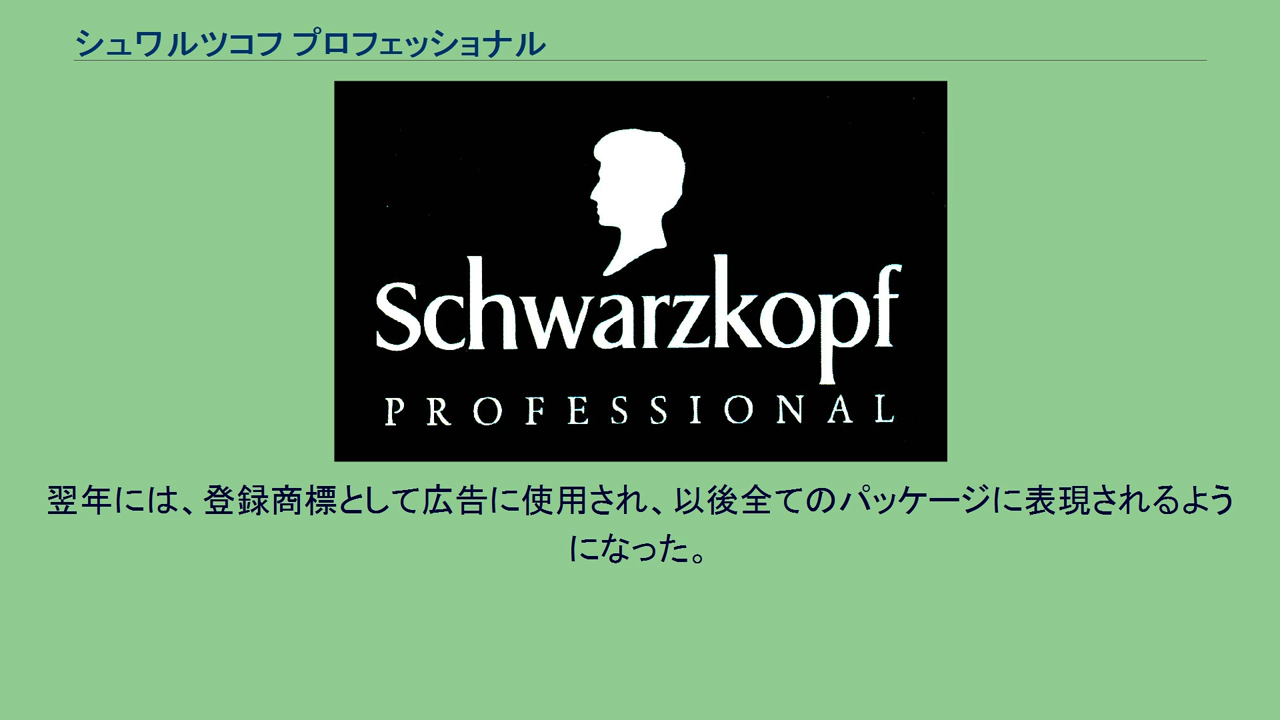 シュワルツコフ プロフェッショナル
Schwarzkopf
PROFESSIONAL
翌年には、登録商標として広告に使用され、以後全てのパッケージに表現されるよう
になった。